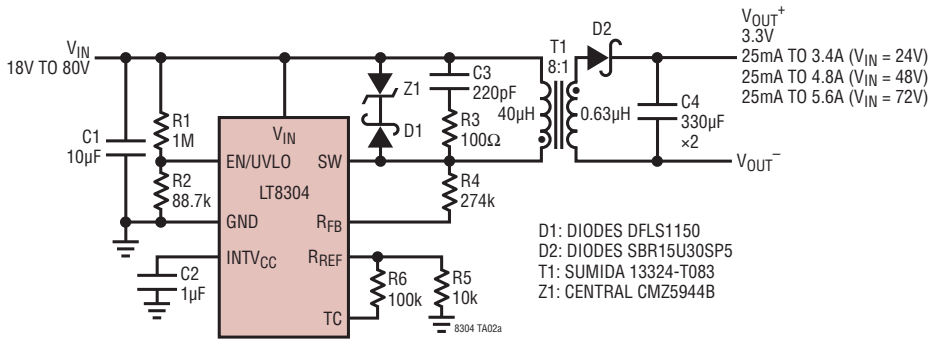 V_IN
18V TO 80V
C1
10µF
R1
1M
R2
88.7k
C2
1µF
V_IN
EN/UVLO
SW
LT8304
GND
R_FB
INTV_CC
R_REF
TC
Z1
D1
C3
220pF
R3
100Ω
R4
274k
R6
100k
R5
10k
8304 TA02a
T1
8:1
40µH
0.63µH
D2
C4
330µF
×2
V_OUT^+
3.3V
25mA TO 3.4A (V_IN = 24V)
25mA TO 4.8A (V_IN = 48V)
25mA TO 5.6A (V_IN = 72V)
V_OUT^−
D1: DIODES DFLS1150
D2: DIODES SBR15U30SP5
T1: SUMIDA 13324-T083
Z1: CENTRAL CMZ5944B